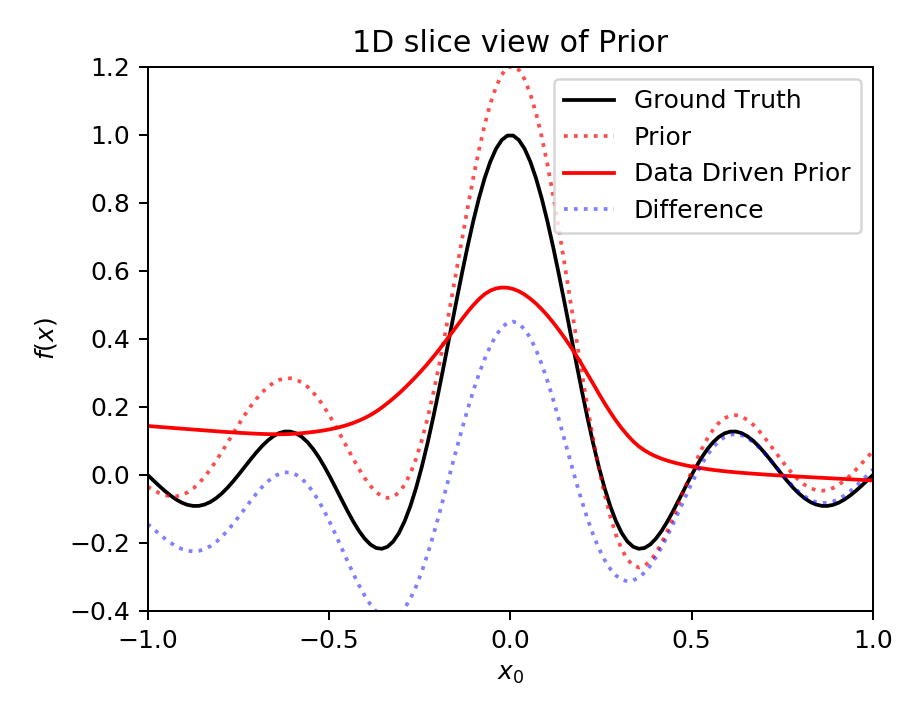 1D slice view of Prior
1.2
1.0
0.8
0.6
0.4
0.2
0.0
−0.2
−0.4
f(x)
Ground Truth
Prior
Data Driven Prior
Difference
−1.0 −0.5 0.0 0.5 1.0
x₀